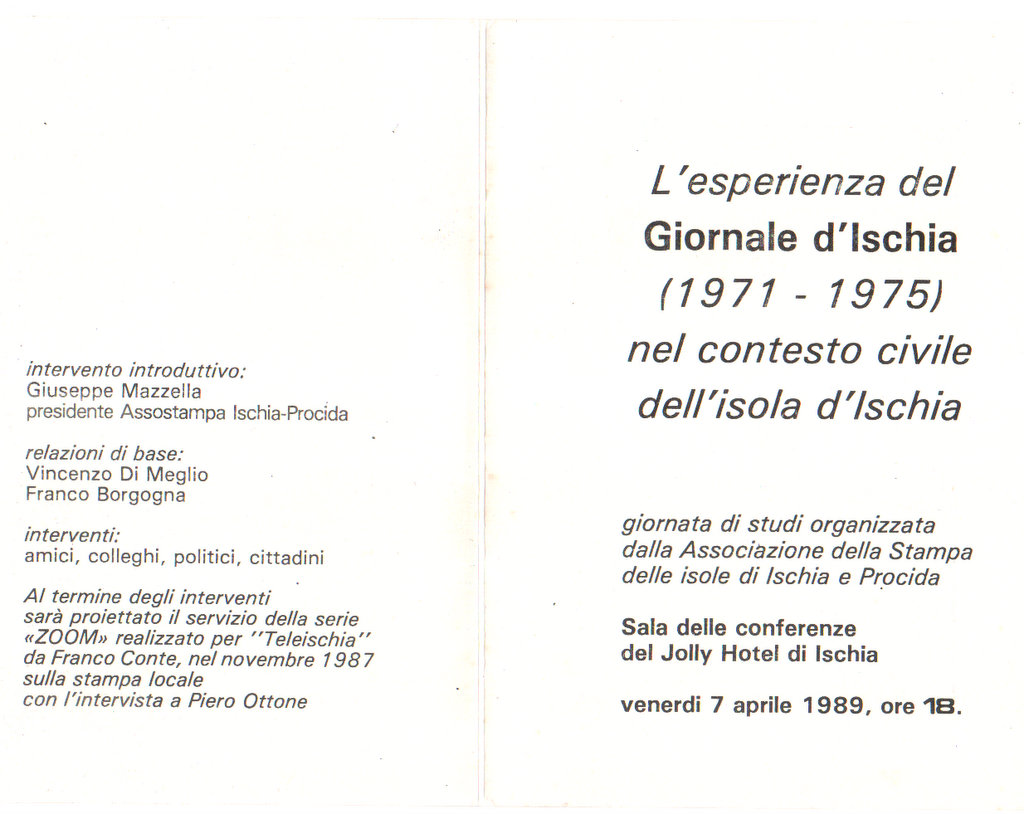 intervento introduttivo:
Giuseppe Mazzella
presidente Assostampa Ischia-Procida
relazioni di base:
Vincenzo Di Meglio
Franco Borgogna
interventi:
amici, colleghi, politici, cittadini
Al termine degli interventi
sarà proiettato il servizio della serie
«ZOOM» realizzato per "Teleischia"
da Franco Conte, nel novembre 1987
sulla stampa locale
con l'intervista a Piero Ottone
L'esperienza del
Giornale d'Ischia
(1971 - 1975)
nel contesto civile
dell'isola d'Ischia
giornata di studi organizzata
dalla Associazione della Stampa
delle isole di Ischia e Procida
Sala delle conferenze
del Jolly Hotel di Ischia
venerdi 7 aprile 1989, ore 18.